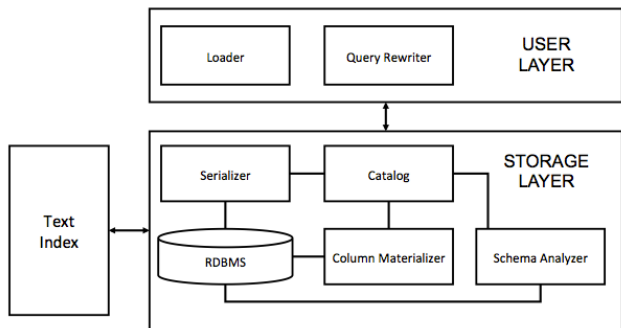 Loader
Query Rewriter
USER
LAYER
Serializer
Catalog
STORAGE
LAYER
Text
Index
RDBMS
Column Materializer
Schema Analyzer